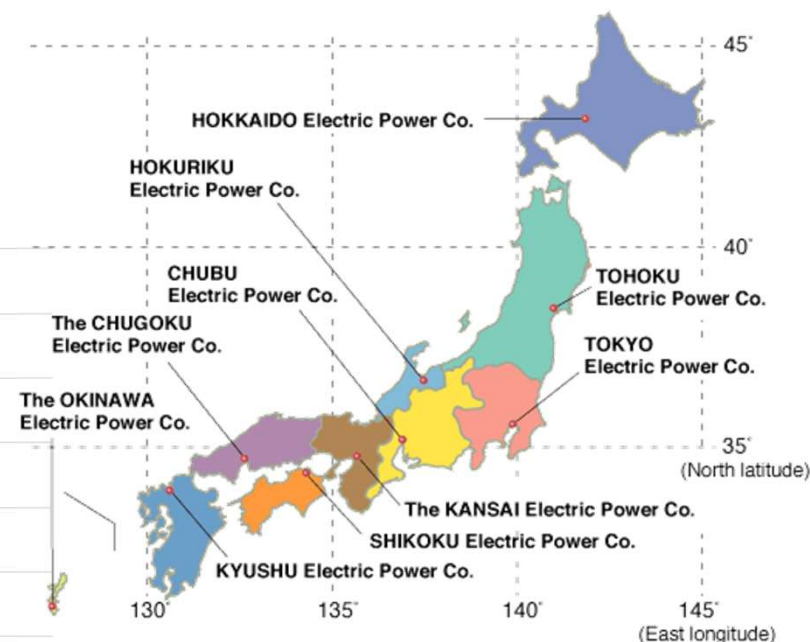 45°
HOKKAIDO Electric Power Co.
HOKURIKU
Electric Power Co.
40°
CHUBU
Electric Power Co.
TOHOKU
Electric Power Co.
The CHUGOKU
Electric Power Co.
TOKYO
Electric Power Co.
The OKINAWA
Electric Power Co.
35°
(North latitude)
The KANSAI Electric Power Co.
SHIKOKU Electric Power Co.
KYUSHU Electric Power Co.
130°
135°
140°
145°
(East longitude)